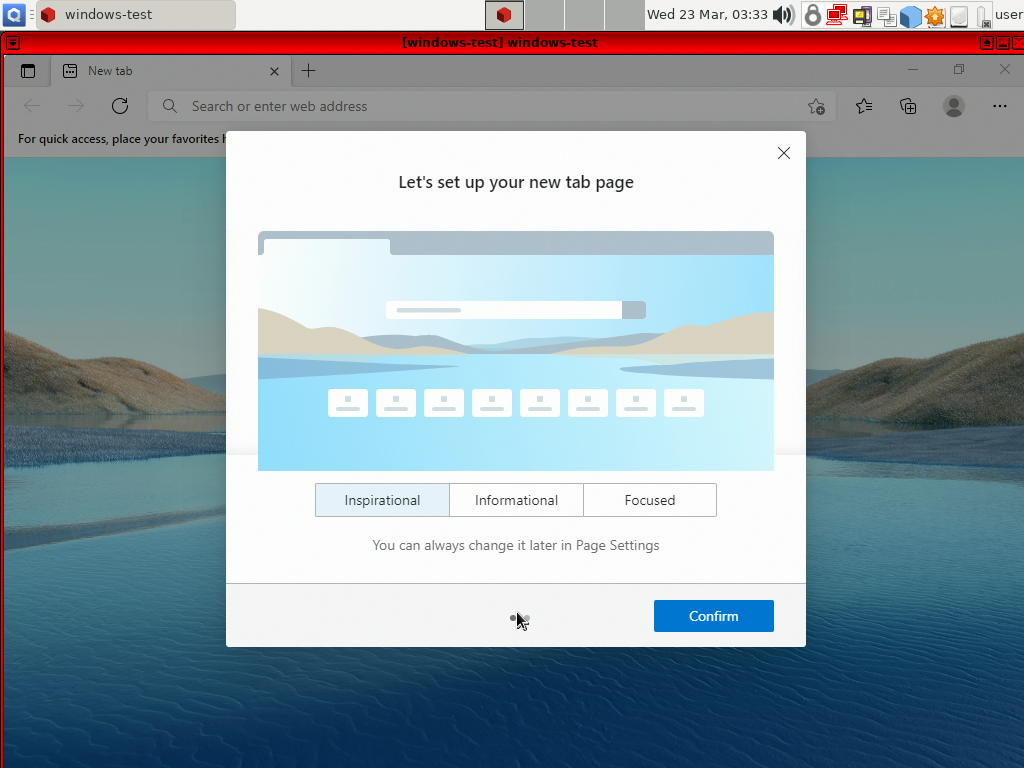 windows-test
Wed 23 Mar, 03:33
user
[windows-test] windows-test
New tab
Search or enter web address
For quick access, place your favorites
Let's set up your new tab page
Inspirational
Informational
Focused
You can always change it later in Page Settings
Confirm